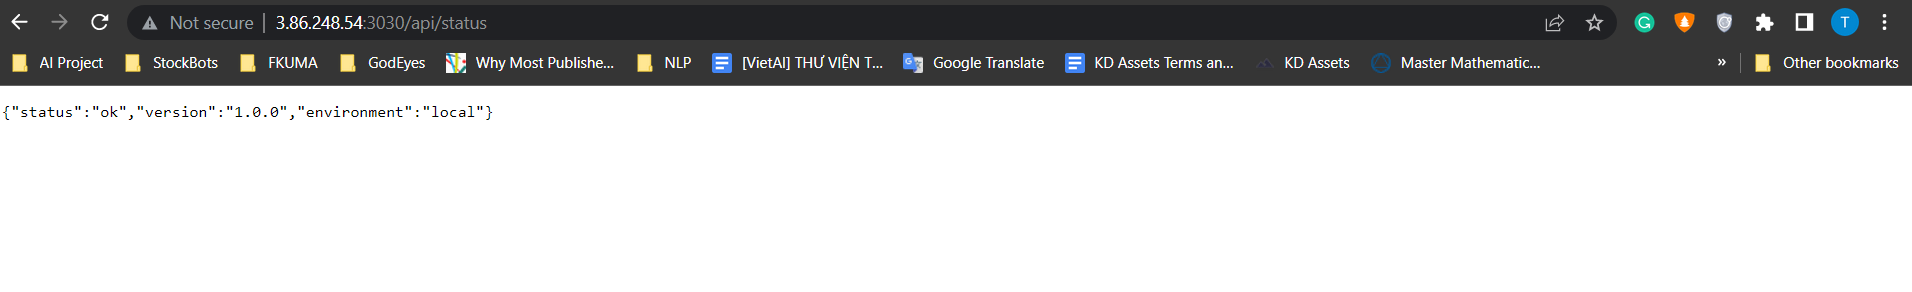 Not secure | 3.86.248.54:3030/api/status T
AI Project StockBots FKUMA GodEyes Why Most Publishe... NLP [VietAI] THƯ VIỆN T... Google Translate KD Assets Terms an... KD Assets Master Mathematic... » Other bookmarks
{"status":"ok","version":"1.0.0","environment":"local"}